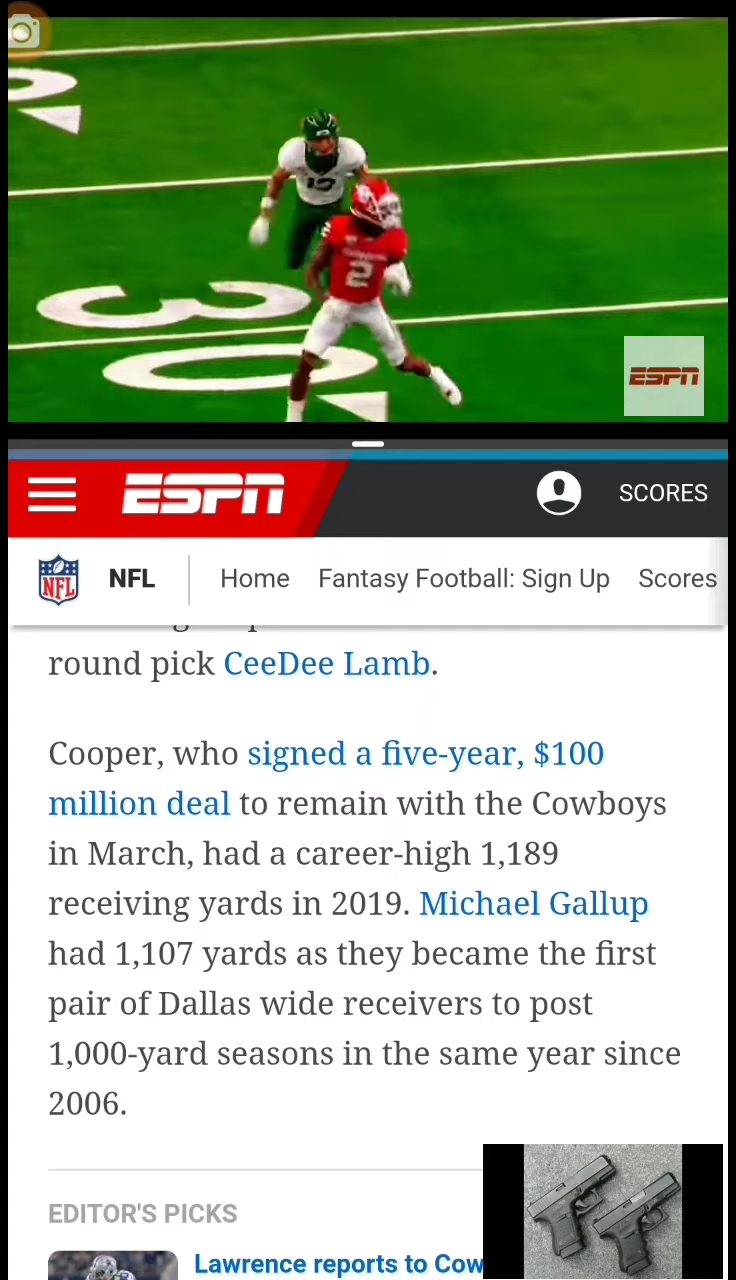 30
12
2
ESPN
ESPN
SCORES
NFL
NFL
Home
Fantasy Football: Sign Up
Scores
round pick CeeDee Lamb.
Cooper, who signed a five-year, $100
million deal to remain with the Cowboys
in March, had a career-high 1,189
receiving yards in 2019. Michael Gallup
had 1,107 yards as they became the first
pair of Dallas wide receivers to post
1,000-yard seasons in the same year since
2006.
EDITOR'S PICKS
Lawrence reports to Cow